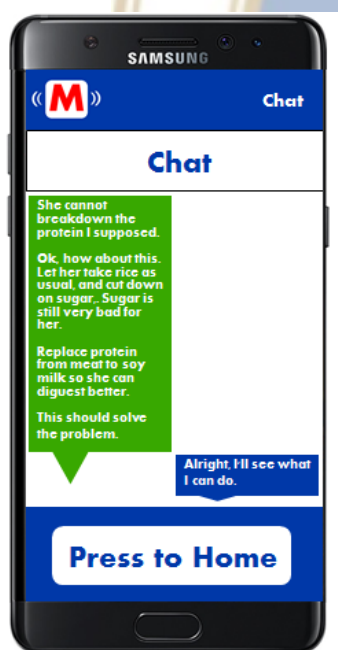 SAMSUNG
M
Chat
Chat
She cannot
breakdown the
protein I supposed.
Ok, how about this.
Let her take rice as
usual, and cut down
on sugar,. Sugar is
still very bad for
her.
Replace protein
from meat to soy
milk so she can
diguest better.
This should solve
the problem.
Alright, I'll see what
I can do.
Press to Home